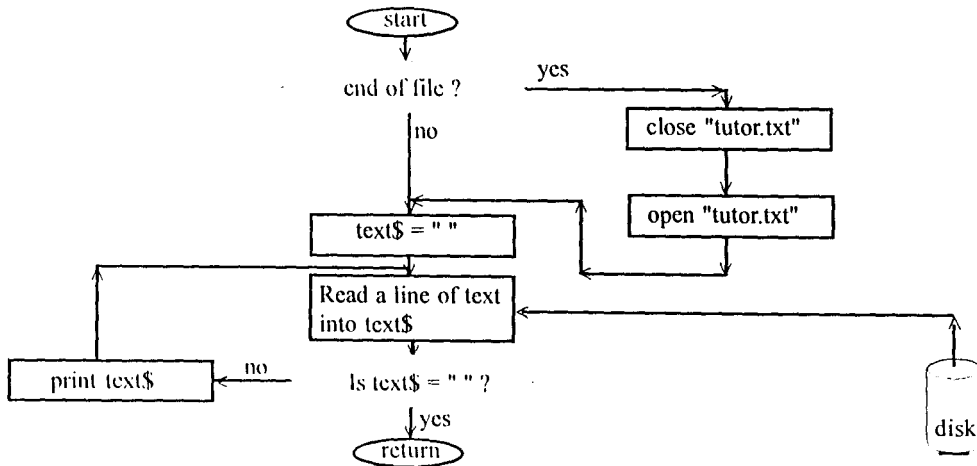 start
yes
end of file ?
close "tutor.txt"
no
open "tutor.txt"
text$ = " "
Read a line of text
into text$
no
print text$
Is text$ = " " ?
yes
disk
return